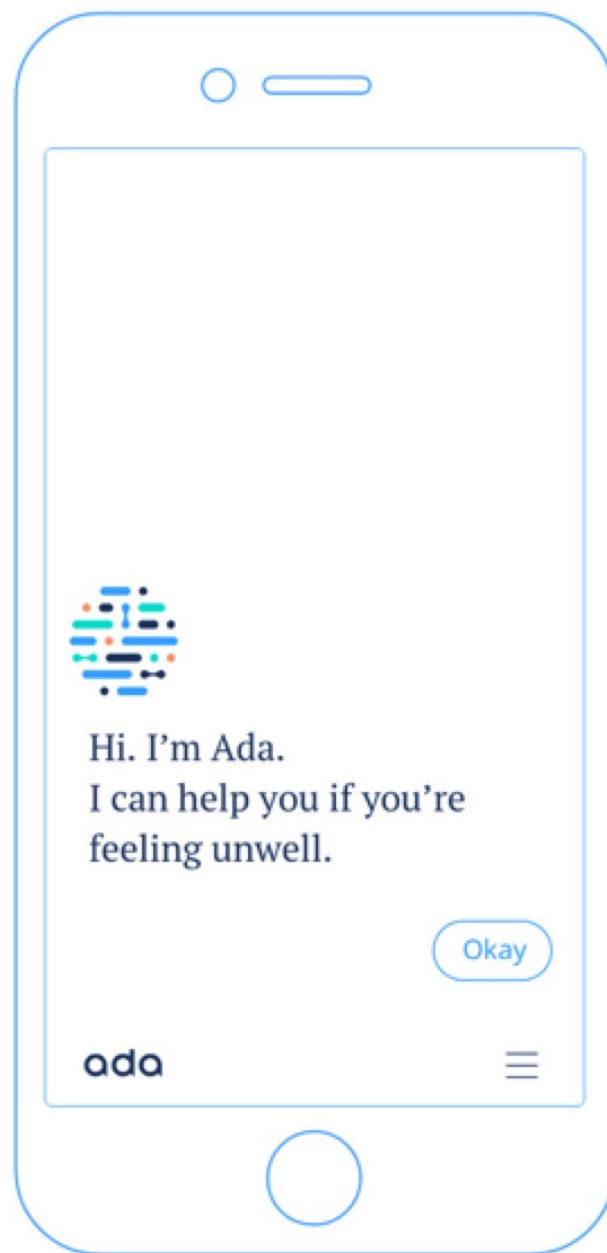 Hi. I’m Ada.
I can help you if you’re
feeling unwell.
Okay
ada